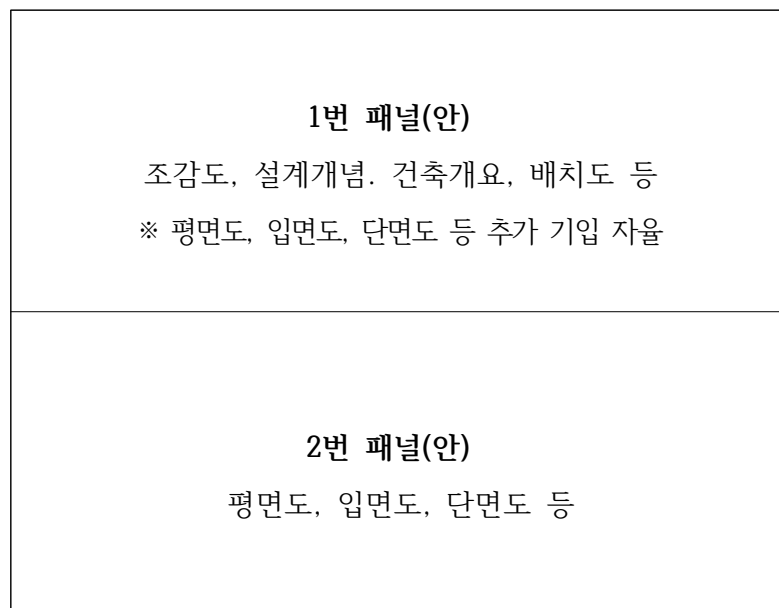 1번 패널(안)
조감도, 설계개념. 건축개요, 배치도 등
※ 평면도, 입면도, 단면도 등 추가 기입 자율
2번 패널(안)
평면도, 입면도, 단면도 등